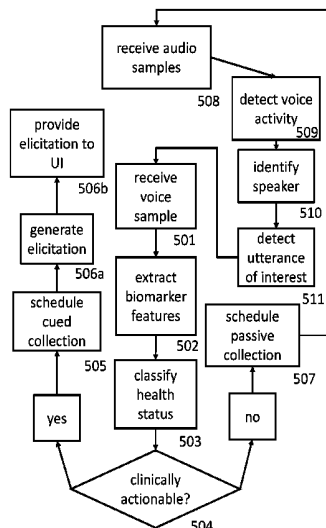 receive audio
samples
508
detect voice
activity
509
identify
speaker
510
detect
utterance of
interest
511
receive
voice
sample
501
extract
biomarker
features
502
classify
health
status
503
clinically
actionable?
504
yes
schedule
cued
collection
505
generate
elicitation
506a
provide
elicitation to
UI
506b
no
schedule
passive
collection
507